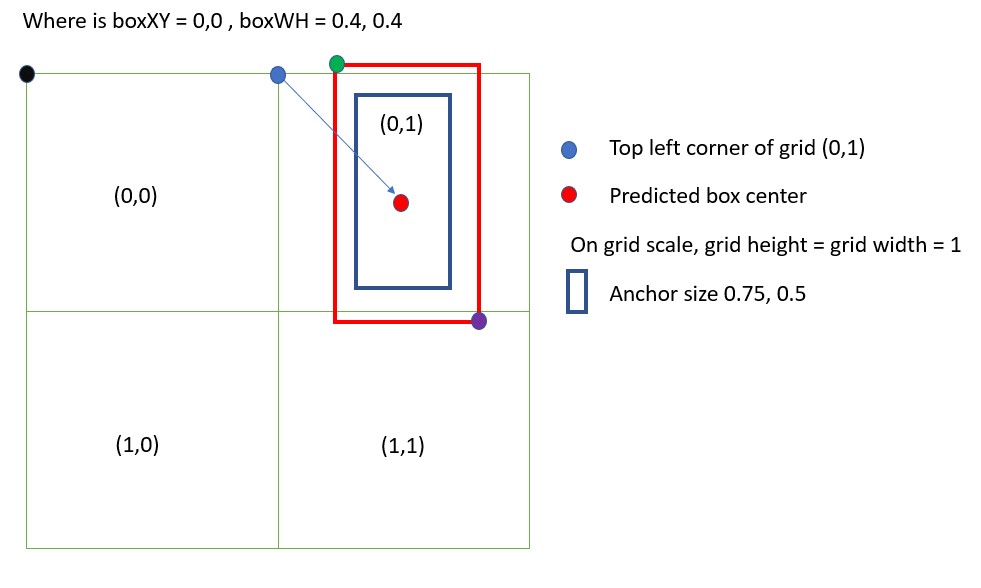 Where is boxXY = 0,0 , boxWH = 0.4, 0.4
(0,1)
Top left corner of grid (0,1)
(0,0)
Predicted box center
On grid scale, grid height = grid width = 1
Anchor size 0.75, 0.5
(1,0)
(1,1)